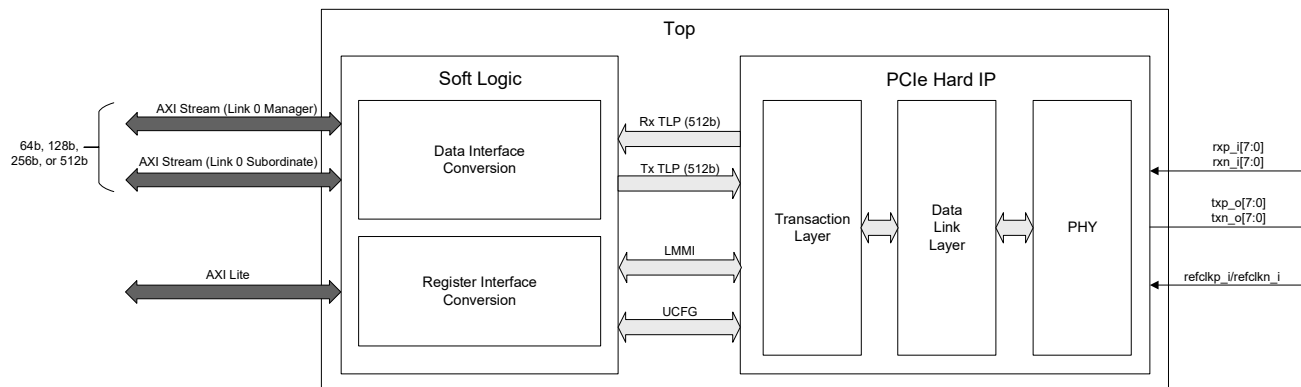 Top
Soft Logic
PCIe Hard IP
AXI Stream (Link 0 Manager)
64b, 128b,
256b, or 512b
AXI Stream (Link 0 Subordinate)
Data Interface
Conversion
Rx TLP (512b)
Tx TLP (512b)
AXI Lite
Register Interface
Conversion
LMMI
UCFG
Transaction
Layer
Data
Link
Layer
PHY
rxp_i[7:0]
rxn_i[7:0]
txp_o[7:0]
txn_o[7:0]
refclkp_i/refclkn_i